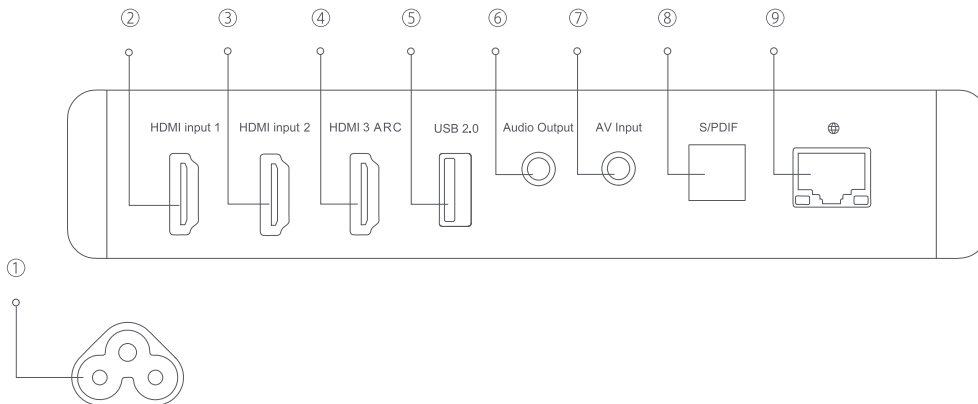 ② ③ ④ ⑤ ⑥ ⑦ ⑧ ⑨
HDMI input 1 HDMI input 2 HDMI 3 ARC USB 2.0 Audio Output AV Input S/PDIF
①